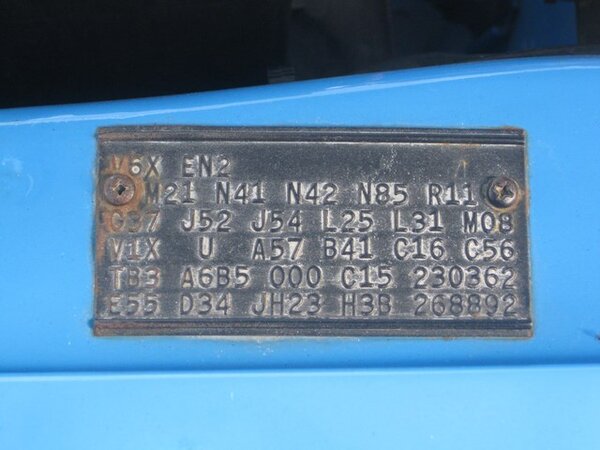 V6X EN2
M21 N41 N42 N85 R11
G37 J52 J54 L25 L31 M08
V1X U A57 B41 C16 C56
TB3 A6B5 000 C15 230362
E55 D34 JH23 H3B 268892